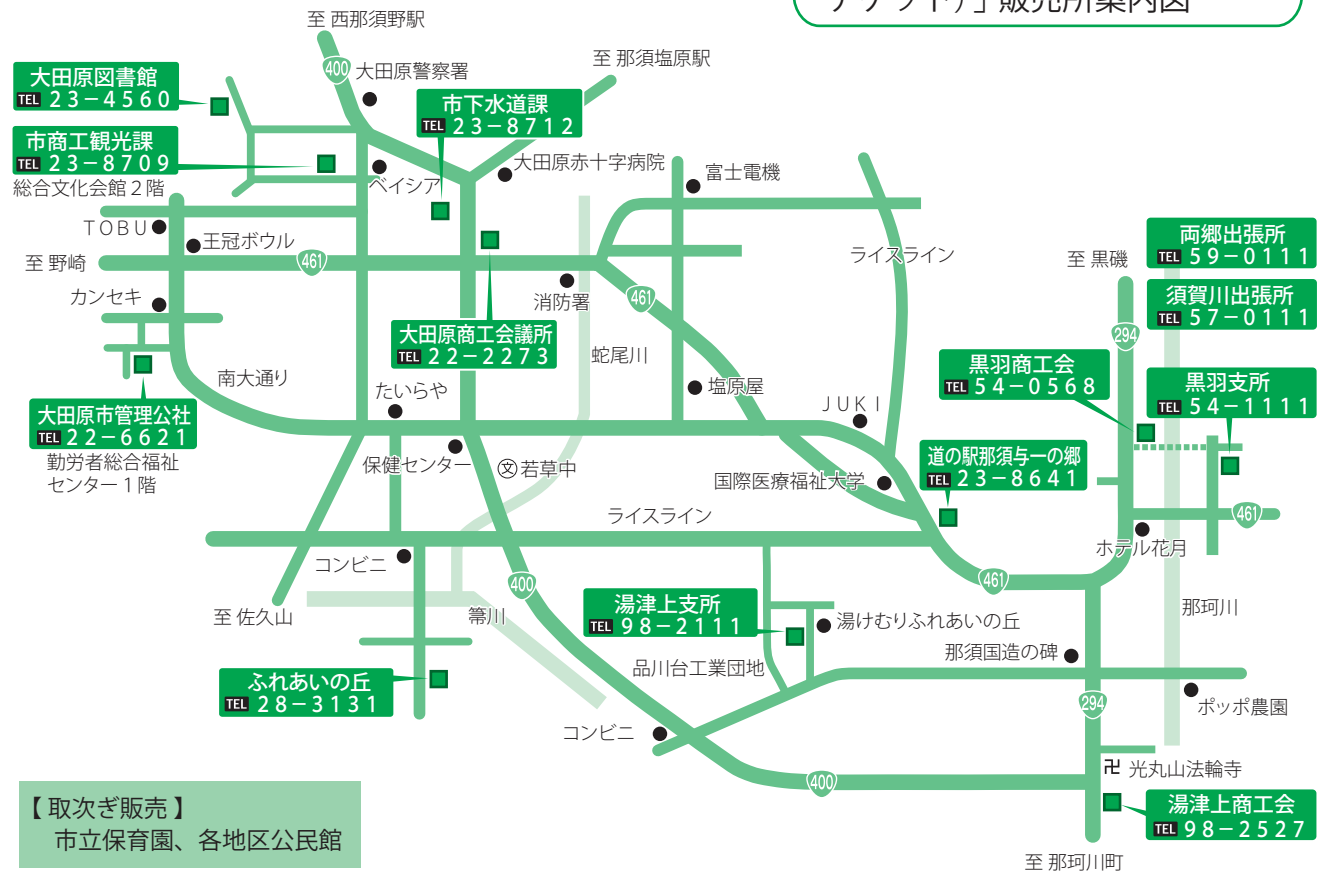 販売所案内図
至 西那須野駅
400
大田原警察署
至 那須塩原駅
大田原図書館
TEL 23－4560
市商工観光課
TEL 23－8709
総合文化会館２階
市下水道課
TEL 23－8712
ベイシア
大田原赤十字病院
富士電機
TOBU
王冠ボウル
至 野崎
461
ライスライン
至 黒磯
両郷出張所
TEL 59－0111
須賀川出張所
TEL 57－0111
カンセキ
消防署
461
294
大田原商工会議所
TEL 22－2273
蛇尾川
黒羽商工会
TEL 54－0568
黒羽支所
TEL 54－1111
南大通り
たいらや
塩原屋
JUKI
大田原市管理公社
TEL 22－6621
勤労者総合福祉
センター１階
保健センター
文 若草中
国際医療福祉大学
道の駅那須与一の郷
TEL 23－8641
ライスライン
461
ホテル花月
コンビニ
400
461
至 佐久山
箒川
湯津上支所
TEL 98－2111
湯けむりふれあいの丘
那珂川
品川台工業団地
那須国造の碑
ふれあいの丘
TEL 28－3131
294
ポッポ農園
コンビニ
400
卍 光丸山法輪寺
湯津上商工会
TEL 98－2527
至 那珂川町
【取次ぎ販売】
市立保育園、各地区公民館